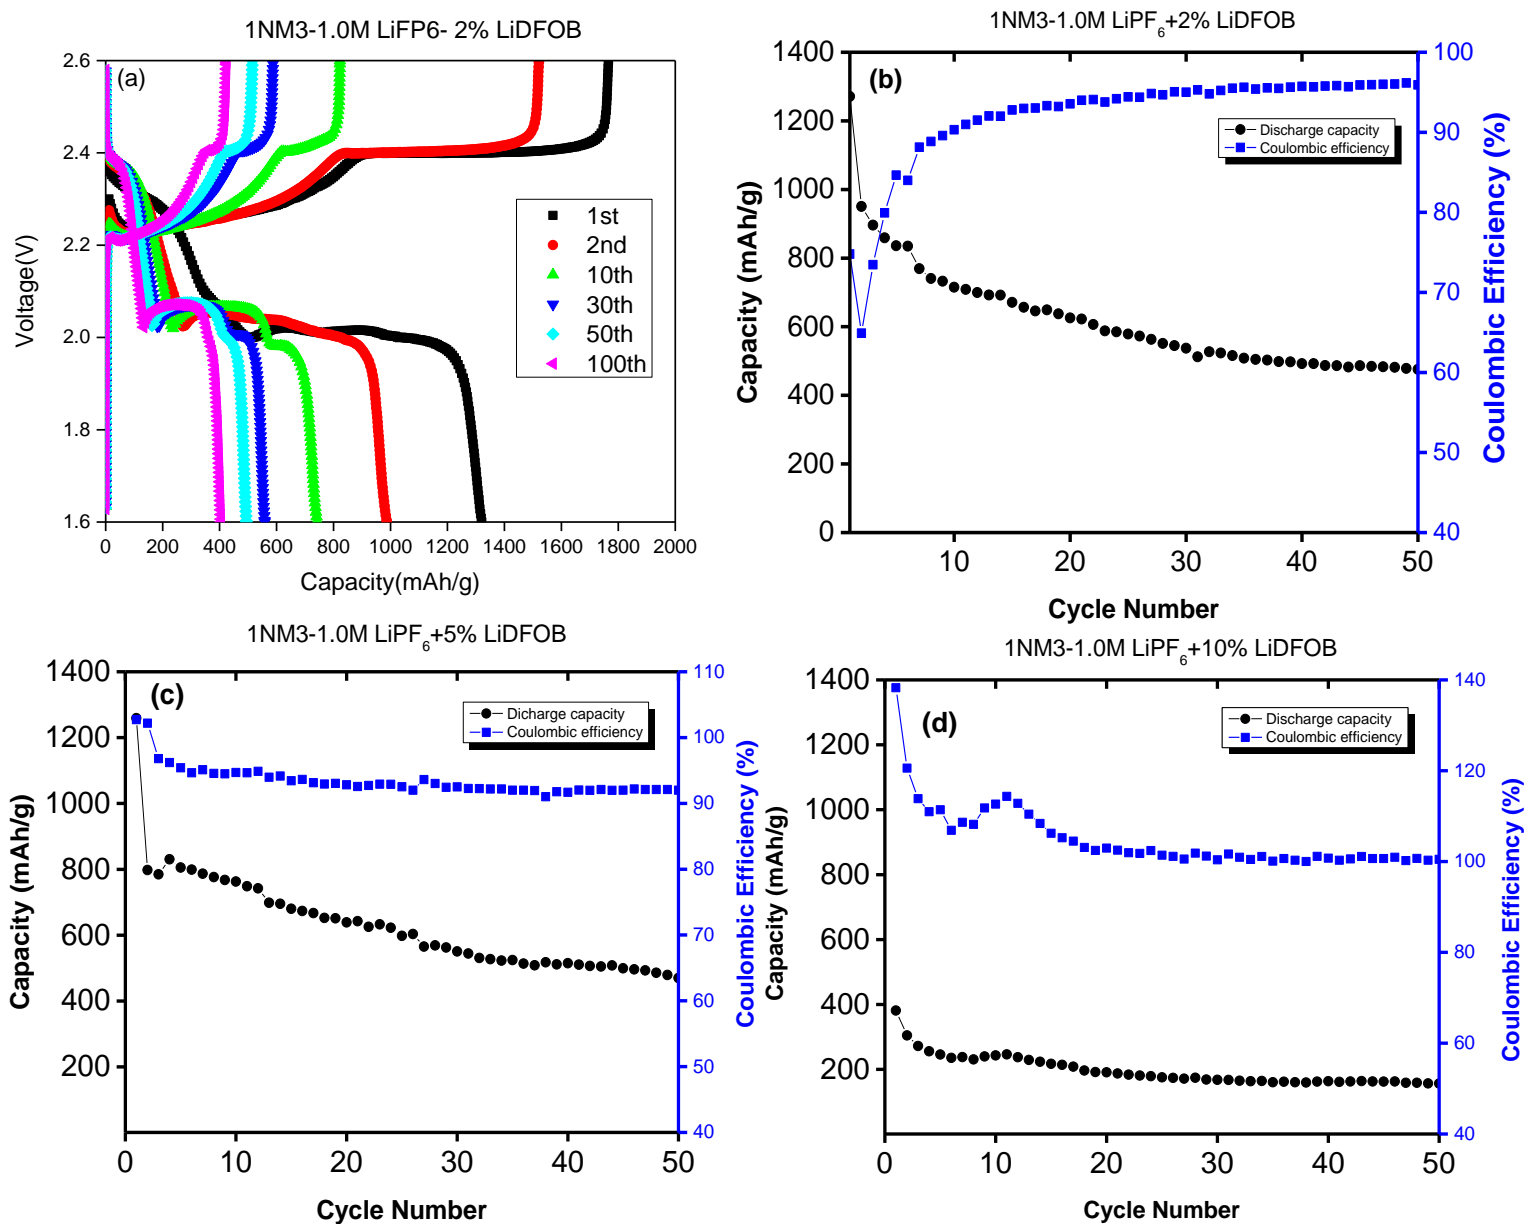 1NM3-1.0M LiFP6- 2% LiDFOB
(a)
2.6
2.4
2.2
2.0
1.8
1.6
Voltage(V)
1st
2nd
10th
30th
50th
100th
0 200 400 600 800 1000 1200 1400 1600 1800 2000
Capacity(mAh/g)
1NM3-1.0M LiPF6+2% LiDFOB
(b)
1400
1200
1000
800
600
400
200
0
Capacity (mAh/g)
Discharge capacity
Coulombic efficiency
100
90
80
70
60
50
40
Coulombic Efficiency (%)
10 20 30 40 50
Cycle Number
1NM3-1.0M LiPF6+5% LiDFOB
(c)
1400
1200
1000
800
600
400
200
Capacity (mAh/g)
Dicharge capacity
Coulombic efficiency
110
100
90
80
70
60
50
40
Coulombic Efficiency (%)
0 10 20 30 40 50
Cycle Number
1NM3-1.0M LiPF6+10% LiDFOB
(d)
1400
1200
1000
800
600
400
200
Capacity (mAh/g)
Discharge capacity
Coulombic efficiency
140
120
100
80
60
40
Coulombic Efficiency (%)
0 10 20 30 40 50
Cycle Number